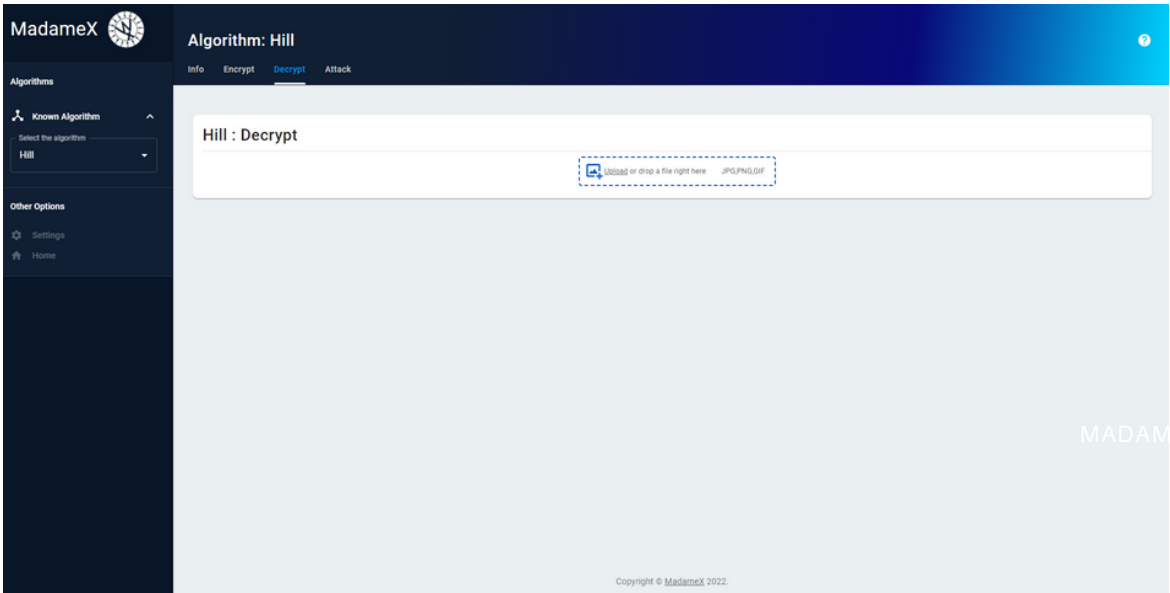 MadameX
Algorithms
Known Algorithm
Select the algorithm
Hill
Other Options
Settings
Home
Algorithm: Hill
Info Encrypt Decrypt Attack
Hill : Decrypt
Upload or drop a file right here JPG,PNG,GIF
MADAM
Copyright © MadameX 2022.